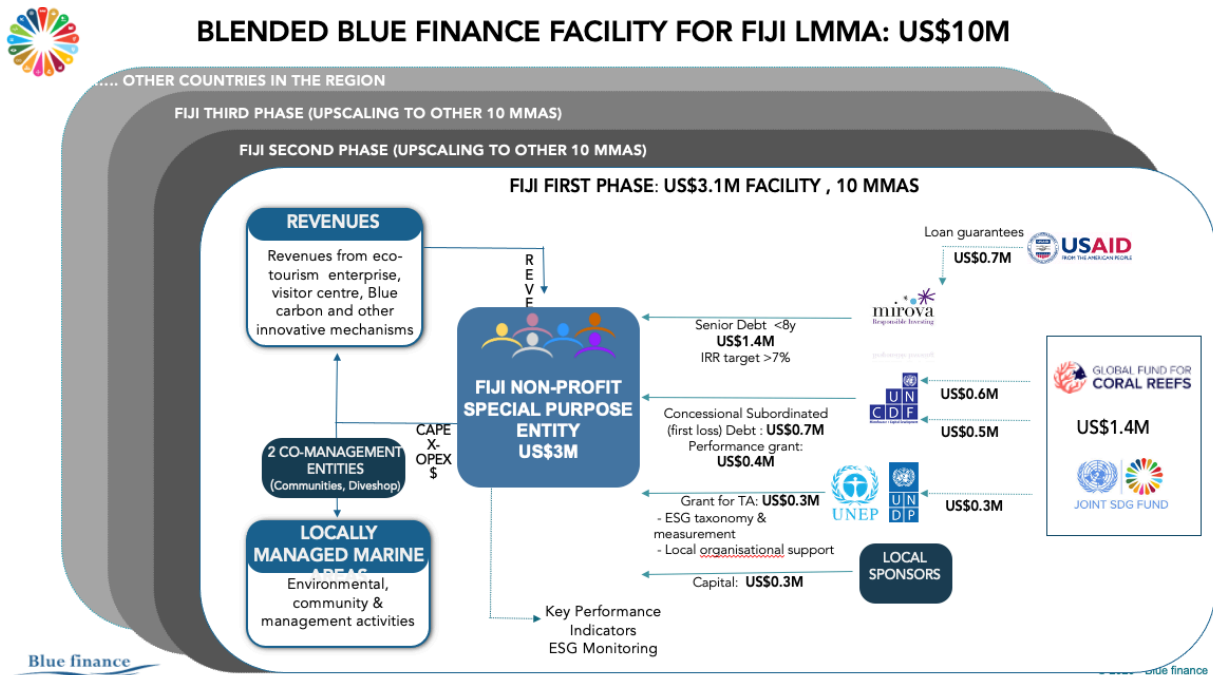 BLENDED BLUE FINANCE FACILITY FOR FIJI LMMA: US$10M
..... OTHER COUNTRIES IN THE REGION
FIJI THIRD PHASE (UPSCALING TO OTHER 10 MMAS)
FIJI SECOND PHASE (UPSCALING TO OTHER 10 MMAS)
FIJI FIRST PHASE: US$3.1M FACILITY , 10 MMAS
REVENUES
Revenues from eco-
tourism enterprise,
visitor centre, Blue
carbon and other
innovative mechanisms
R
E
V
E
FIJI NON-PROFIT
SPECIAL PURPOSE
ENTITY
US$3M
CAPE
X-
OPEX
$
2 CO-MANAGEMENT
ENTITIES
(Communities, Diveshop)
LOCALLY
MANAGED MARINE
AREAS
Environmental,
community &
management activities
Key Performance
Indicators
ESG Monitoring
Loan guarantees
US$0.7M
USAID
FROM THE AMERICAN PEOPLE
mirova
Responsible Investing
Senior Debt <8y
US$1.4M
IRR target >7%
UN
CDF
Concessional Subordinated
(first loss) Debt : US$0.7M
Performance grant:
US$0.4M
US$0.6M
US$0.5M
GLOBAL FUND FOR
CORAL REEFS
US$1.4M
JOINT SDG FUND
UNEP
UN
DP
US$0.3M
Grant for TA: US$0.3M
- ESG taxonomy &
measurement
- Local organisational support
LOCAL
SPONSORS
Capital: US$0.3M
Blue finance
Blue finance